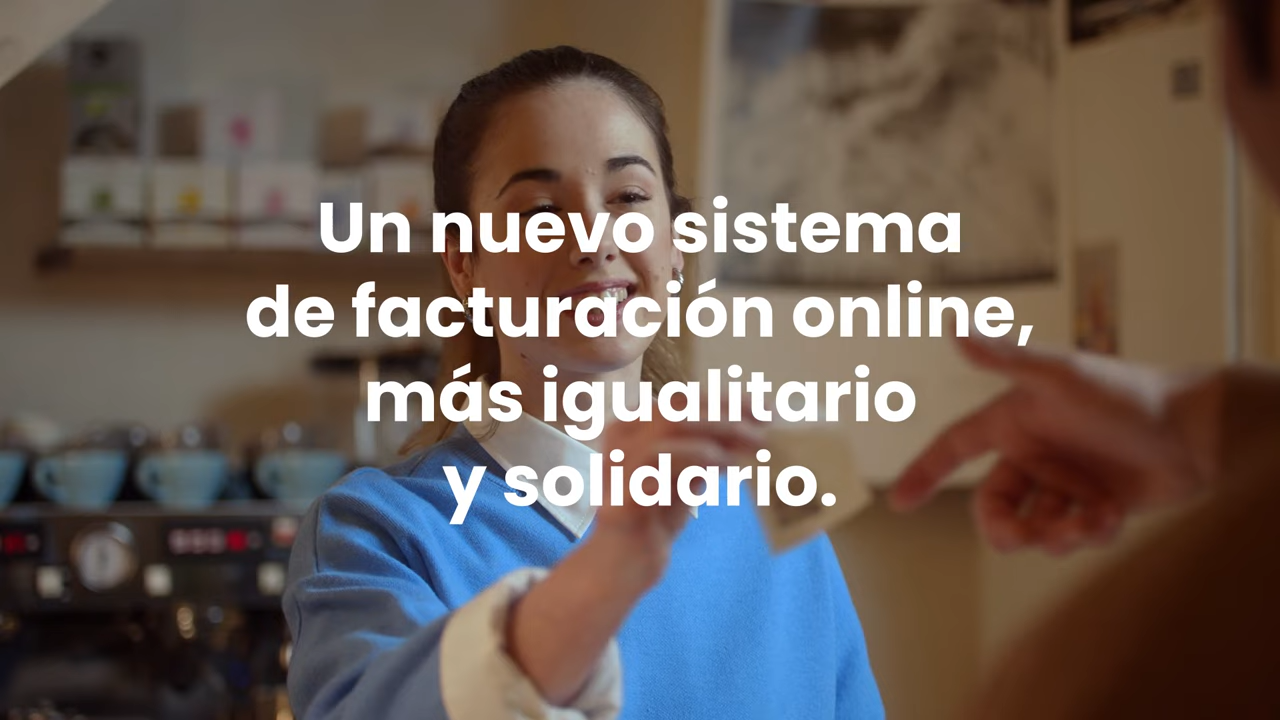 Un nuevo sistema
de facturación online,
más igualitario
y solidario.